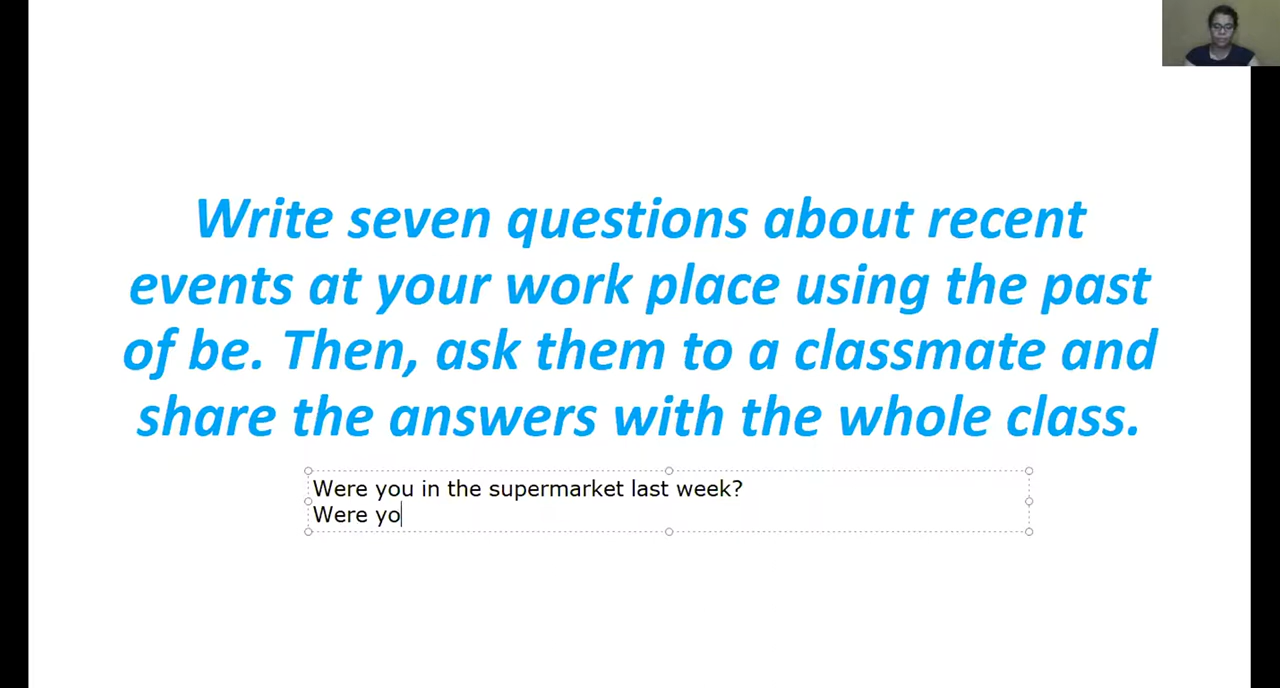 Write seven questions about recent
events at your work place using the past
of be. Then, ask them to a classmate and
share the answers with the whole class.
Were you in the supermarket last week?
Were yo